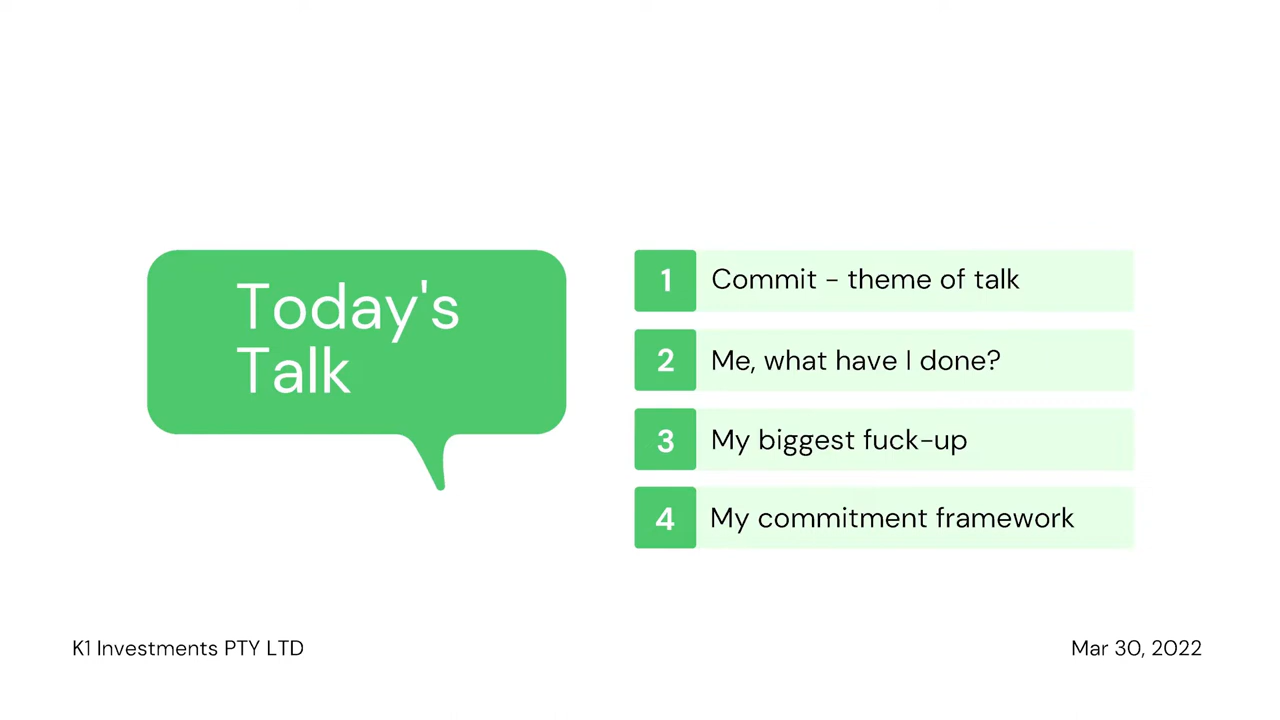 Today's
Talk
1 Commit - theme of talk
2 Me, what have I done?
3 My biggest fuck-up
4 My commitment framework
K1 Investments PTY LTD
Mar 30, 2022